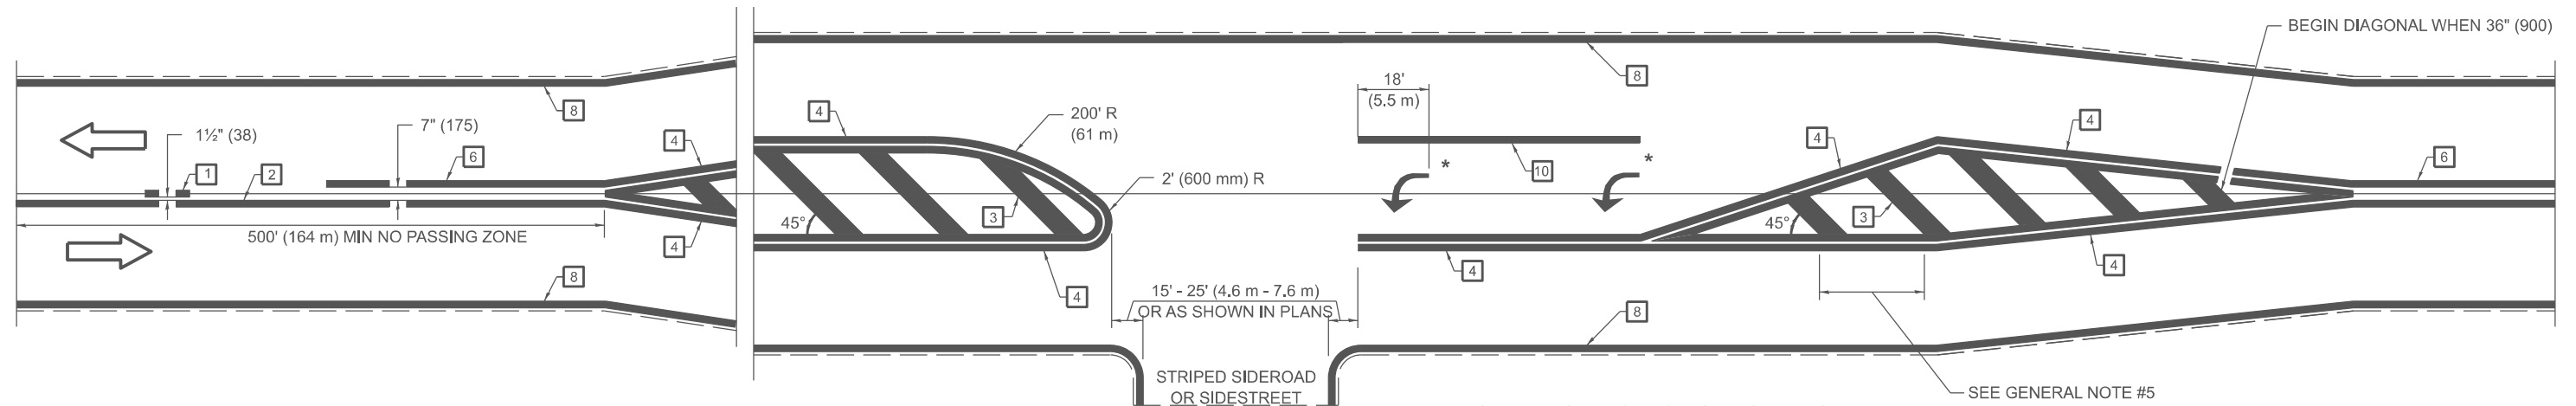 BEGIN DIAGONAL WHEN 36" (900)
8
18'
(5.5 m)
4
200' R
(61 m)
8
1½" (38)
7" (175)
4
6
4
4
6
1
2
*
*
10
2' (600 mm) R
3
3
45°
45°
500' (164 m) MIN NO PASSING ZONE
4
4
4
4
8
15' - 25' (4.6 m - 7.6 m)
OR AS SHOWN IN PLANS
8
STRIPED SIDEROAD
OR SIDESTREET
SEE GENERAL NOTE #5